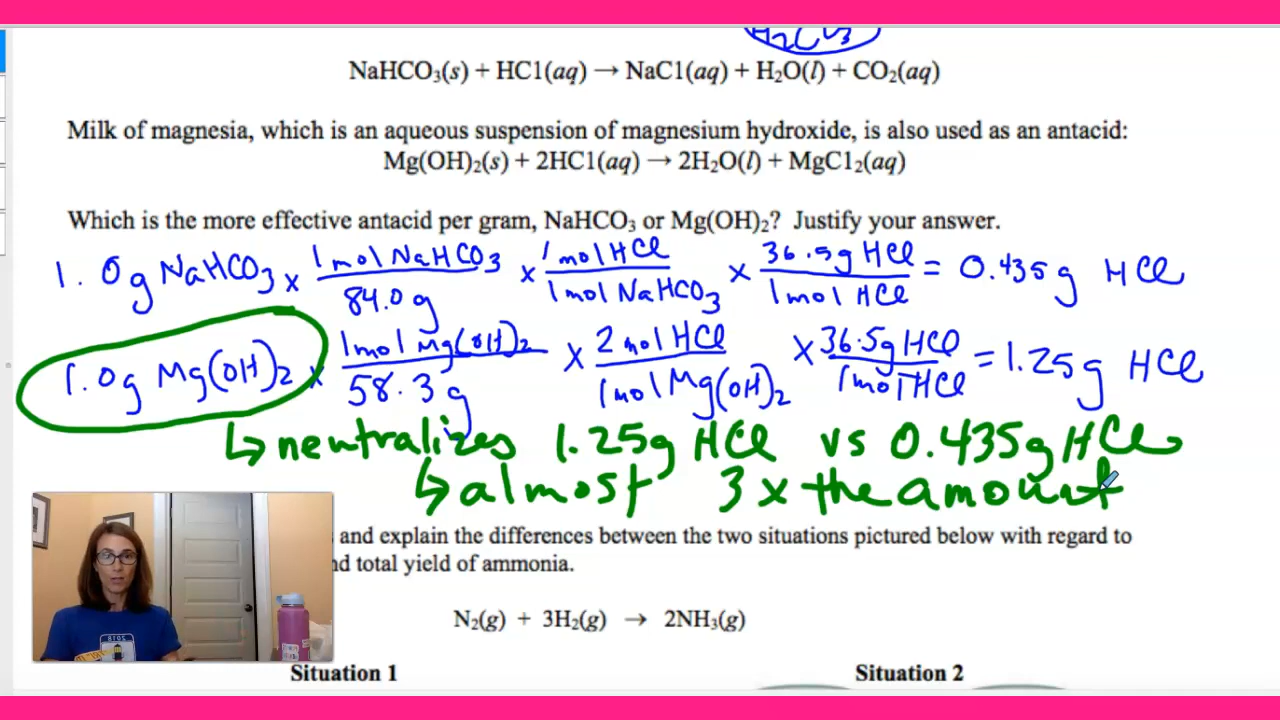 H2CO3
NaHCO3(s) + HC1(aq) → NaC1(aq) + H2O(l) + CO2(aq)
Milk of magnesia, which is an aqueous suspension of magnesium hydroxide, is also used as an antacid:
Mg(OH)2(s) + 2HC1(aq) → 2H2O(l) + MgC12(aq)
Which is the more effective antacid per gram, NaHCO3 or Mg(OH)2? Justify your answer.
1.0g NaHCO3 × 1mol NaHCO3 / 84.0g × 1mol HCl / 1mol NaHCO3 × 36.5g HCl / 1mol HCl = 0.435g HCl
1.0g Mg(OH)2 × 1mol Mg(OH)2 / 58.3g × 2mol HCl / 1mol Mg(OH)2 × 36.5g HCl / 1mol HCl = 1.25g HCl
↳ neutralizes 1.25g HCl vs 0.435g HCl
↳ almost 3x the amount
and explain the differences between the two situations pictured below with regard to
total yield of ammonia.
N2(g) + 3H2(g) → 2NH3(g)
Situation 1 Situation 2